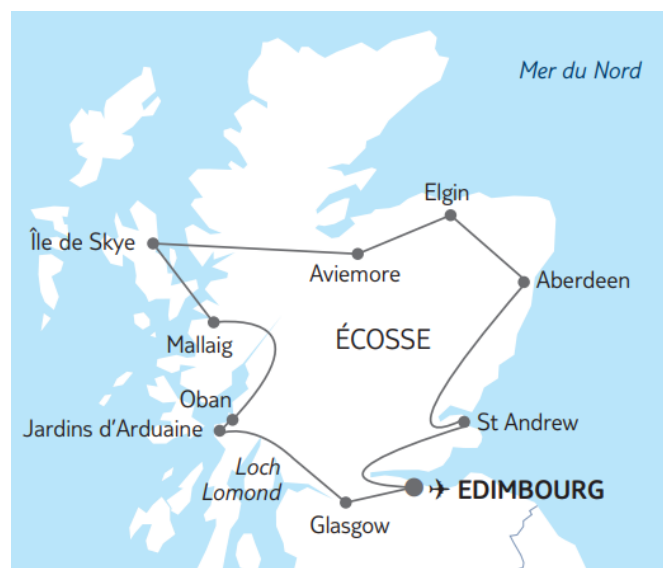 Mer du Nord
Elgin
Île de Skye
Aviemore
Aberdeen
ÉCOSSE
Mallaig
Oban
Jardins d'Arduaine
St Andrew
Loch
Lomond
EDIMBOURG
Glasgow